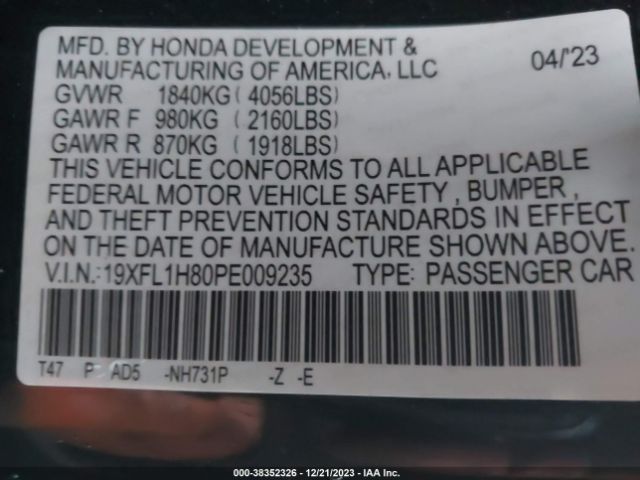 MFD. BY HONDA DEVELOPMENT &
MANUFACTURING OF AMERICA, LLC 04/'23
GVWR 1840KG ( 4056LBS)
GAWR F 980KG ( 2160LBS)
GAWR R 870KG ( 1918LBS)
THIS VEHICLE CONFORMS TO ALL APPLICABLE
FEDERAL MOTOR VEHICLE SAFETY , BUMPER ,
AND THEFT PREVENTION STANDARDS IN EFFECT
ON THE DATE OF MANUFACTURE SHOWN ABOVE.
V.I.N.:19XFL1H80PE009235 TYPE: PASSENGER CAR
T47 P AD5 -NH731P -Z -E
000-38352326 - 12/21/2023 - IAA Inc.